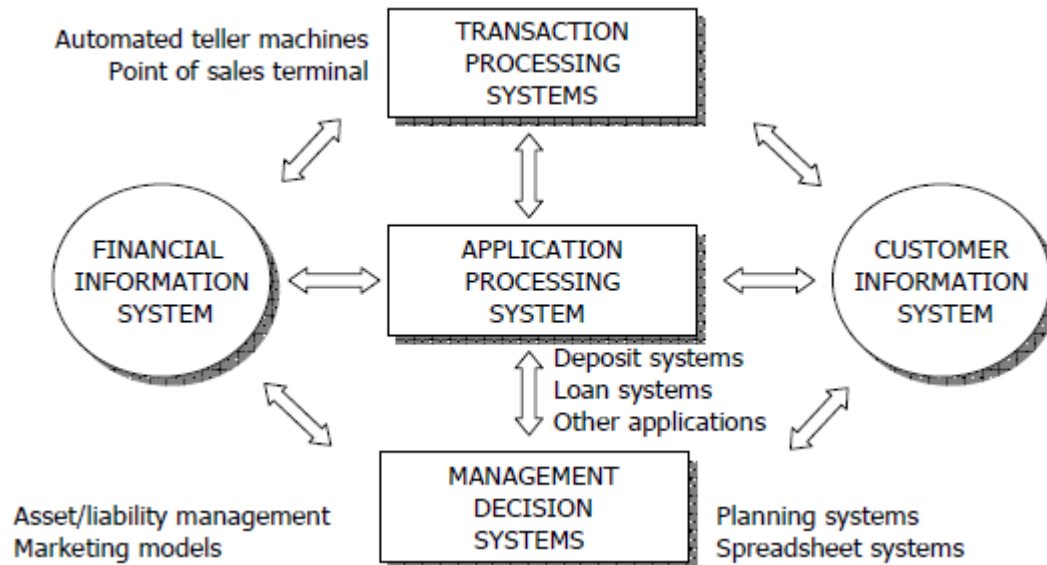 Automated teller machines
Point of sales terminal
TRANSACTION
PROCESSING
SYSTEMS
FINANCIAL
INFORMATION
SYSTEM
APPLICATION
PROCESSING
SYSTEM
CUSTOMER
INFORMATION
SYSTEM
Deposit systems
Loan systems
Other applications
MANAGEMENT
DECISION
SYSTEMS
Asset/liability management
Marketing models
Planning systems
Spreadsheet systems